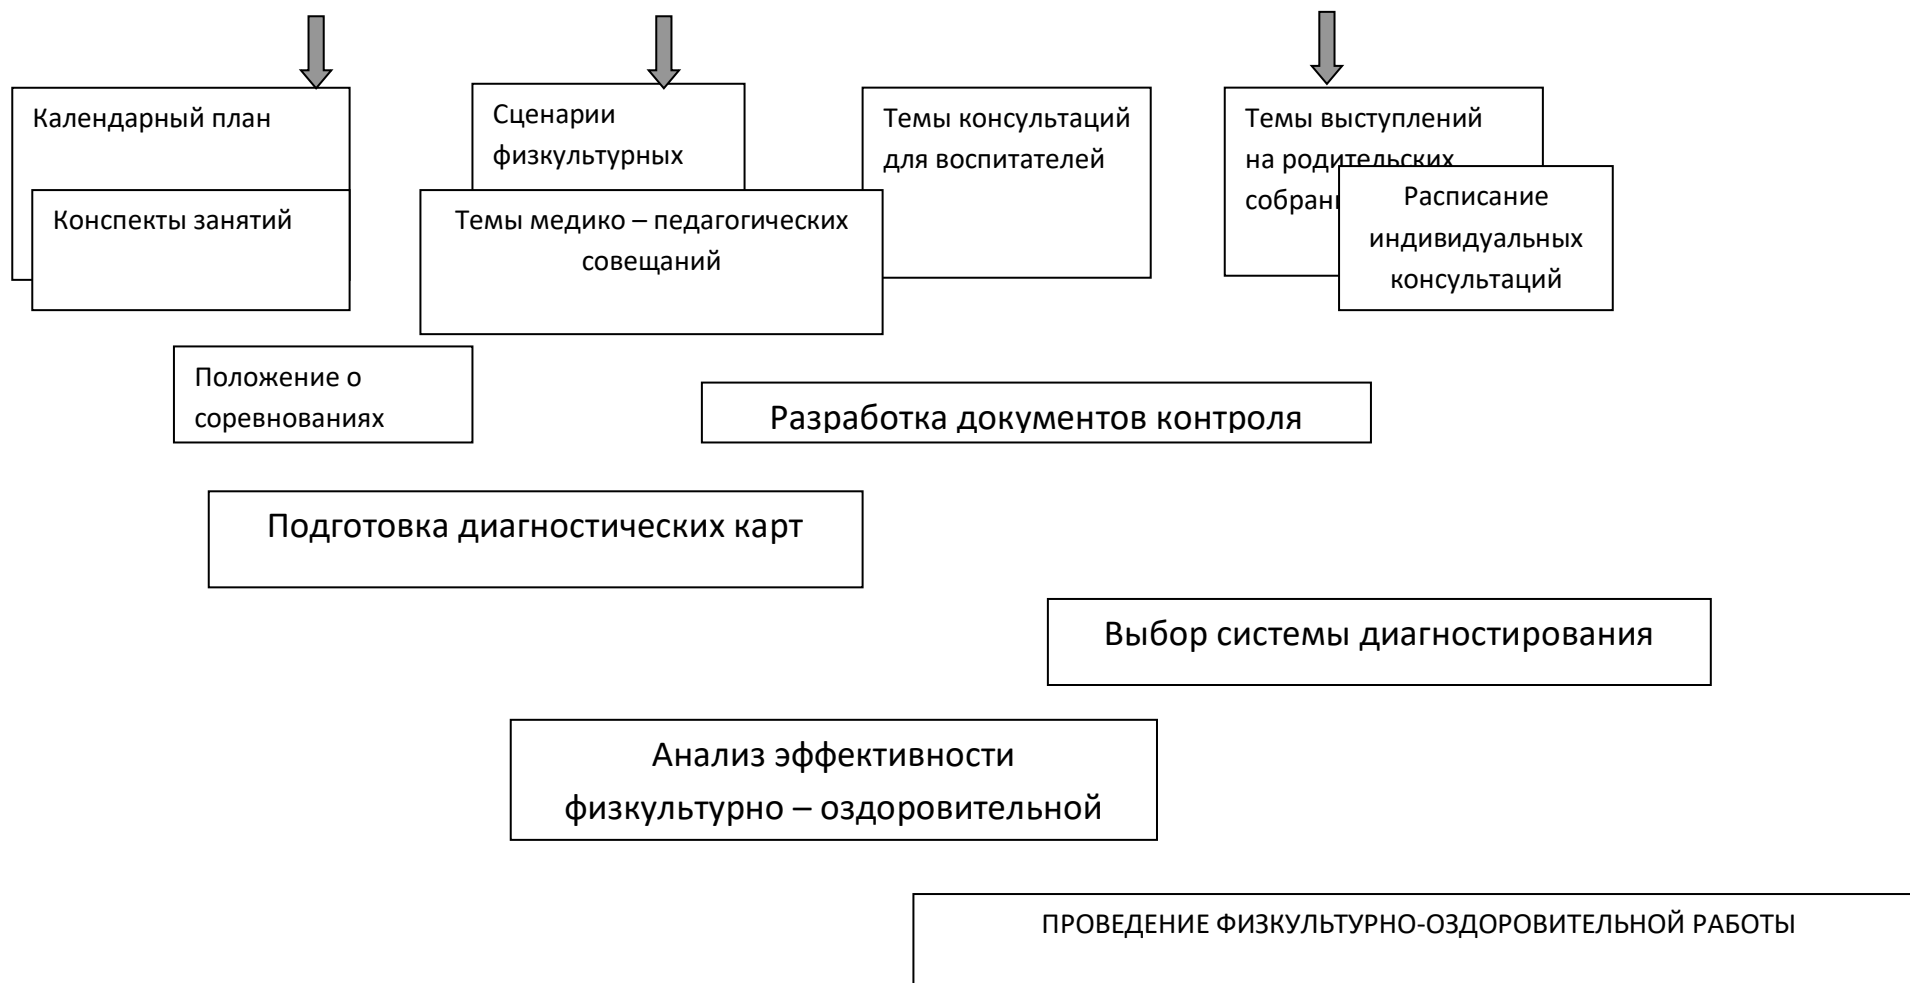 Календарный план
Конспекты занятий
Сценарии
физкультурных
Темы медико – педагогических
совещаний
Темы консультаций
для воспитателей
Темы выступлений
на родительских
Расписание
индивидуальных
консультаций
Положение о
соревнованиях
Разработка документов контроля
Подготовка диагностических карт
Выбор системы диагностирования
Анализ эффективности
физкультурно – оздоровительной
ПРОВЕДЕНИЕ ФИЗКУЛЬТУРНО-ОЗДОРОВИТЕЛЬНОЙ РАБОТЫ